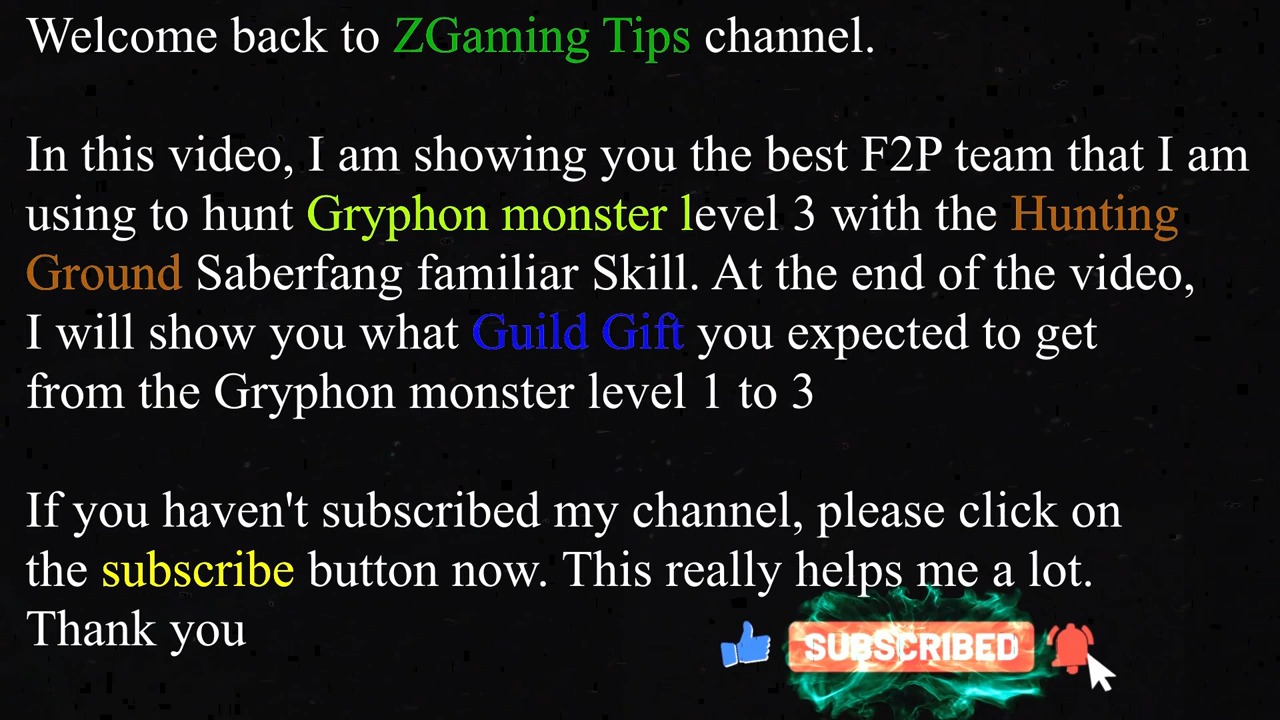 Welcome back to ZGaming Tips channel.
In this video, I am showing you the best F2P team that I am
using to hunt Gryphon monster level 3 with the Hunting
Ground Saberfang familiar Skill. At the end of the video,
I will show you what Guild Gift you expected to get
from the Gryphon monster level 1 to 3
If you haven't subscribed my channel, please click on
the subscribe button now. This really helps me a lot.
Thank you
SUBSCRIBED